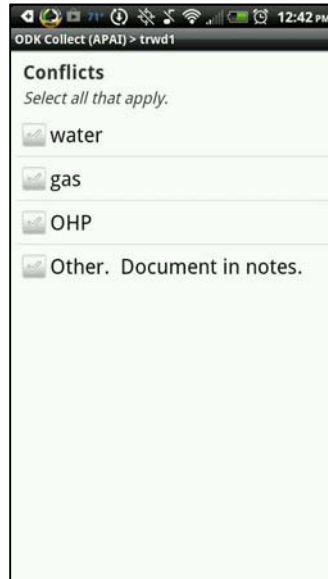 71° 12:42 PM
ODK Collect (APAI) > trwd1
Conflicts
Select all that apply.
water
gas
OHP
Other.  Document in notes.